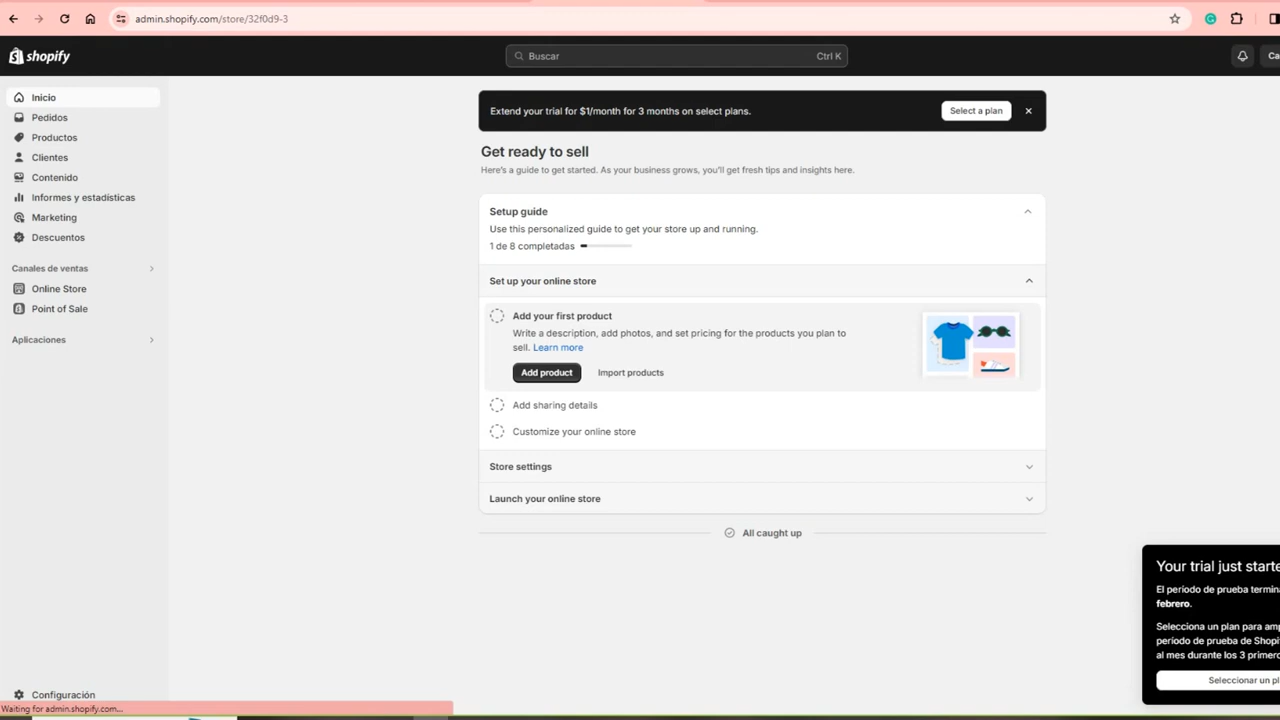 admin.shopify.com/store/32f0d9-3
shopify
Buscar
Ctrl K
Inicio
Pedidos
Productos
Clientes
Contenido
Informes y estadísticas
Marketing
Descuentos
Canales de ventas
Online Store
Point of Sale
Aplicaciones
Configuración
Waiting for admin.shopify.com...
Extend your trial for $1/month for 3 months on select plans.
Select a plan
Get ready to sell
Here's a guide to get started. As your business grows, you'll get fresh tips and insights here.
Setup guide
Use this personalized guide to get your store up and running.
1 de 8 completadas
Set up your online store
Add your first product
Write a description, add photos, and set pricing for the products you plan to
sell. Learn more
Add product
Import products
Add sharing details
Customize your online store
Store settings
Launch your online store
All caught up
Your trial just starte
El periodo de prueba termina
febrero.
Selecciona un plan para amp
periodo de prueba de Shopi
al mes durante los 3 primero
Seleccionar un pl